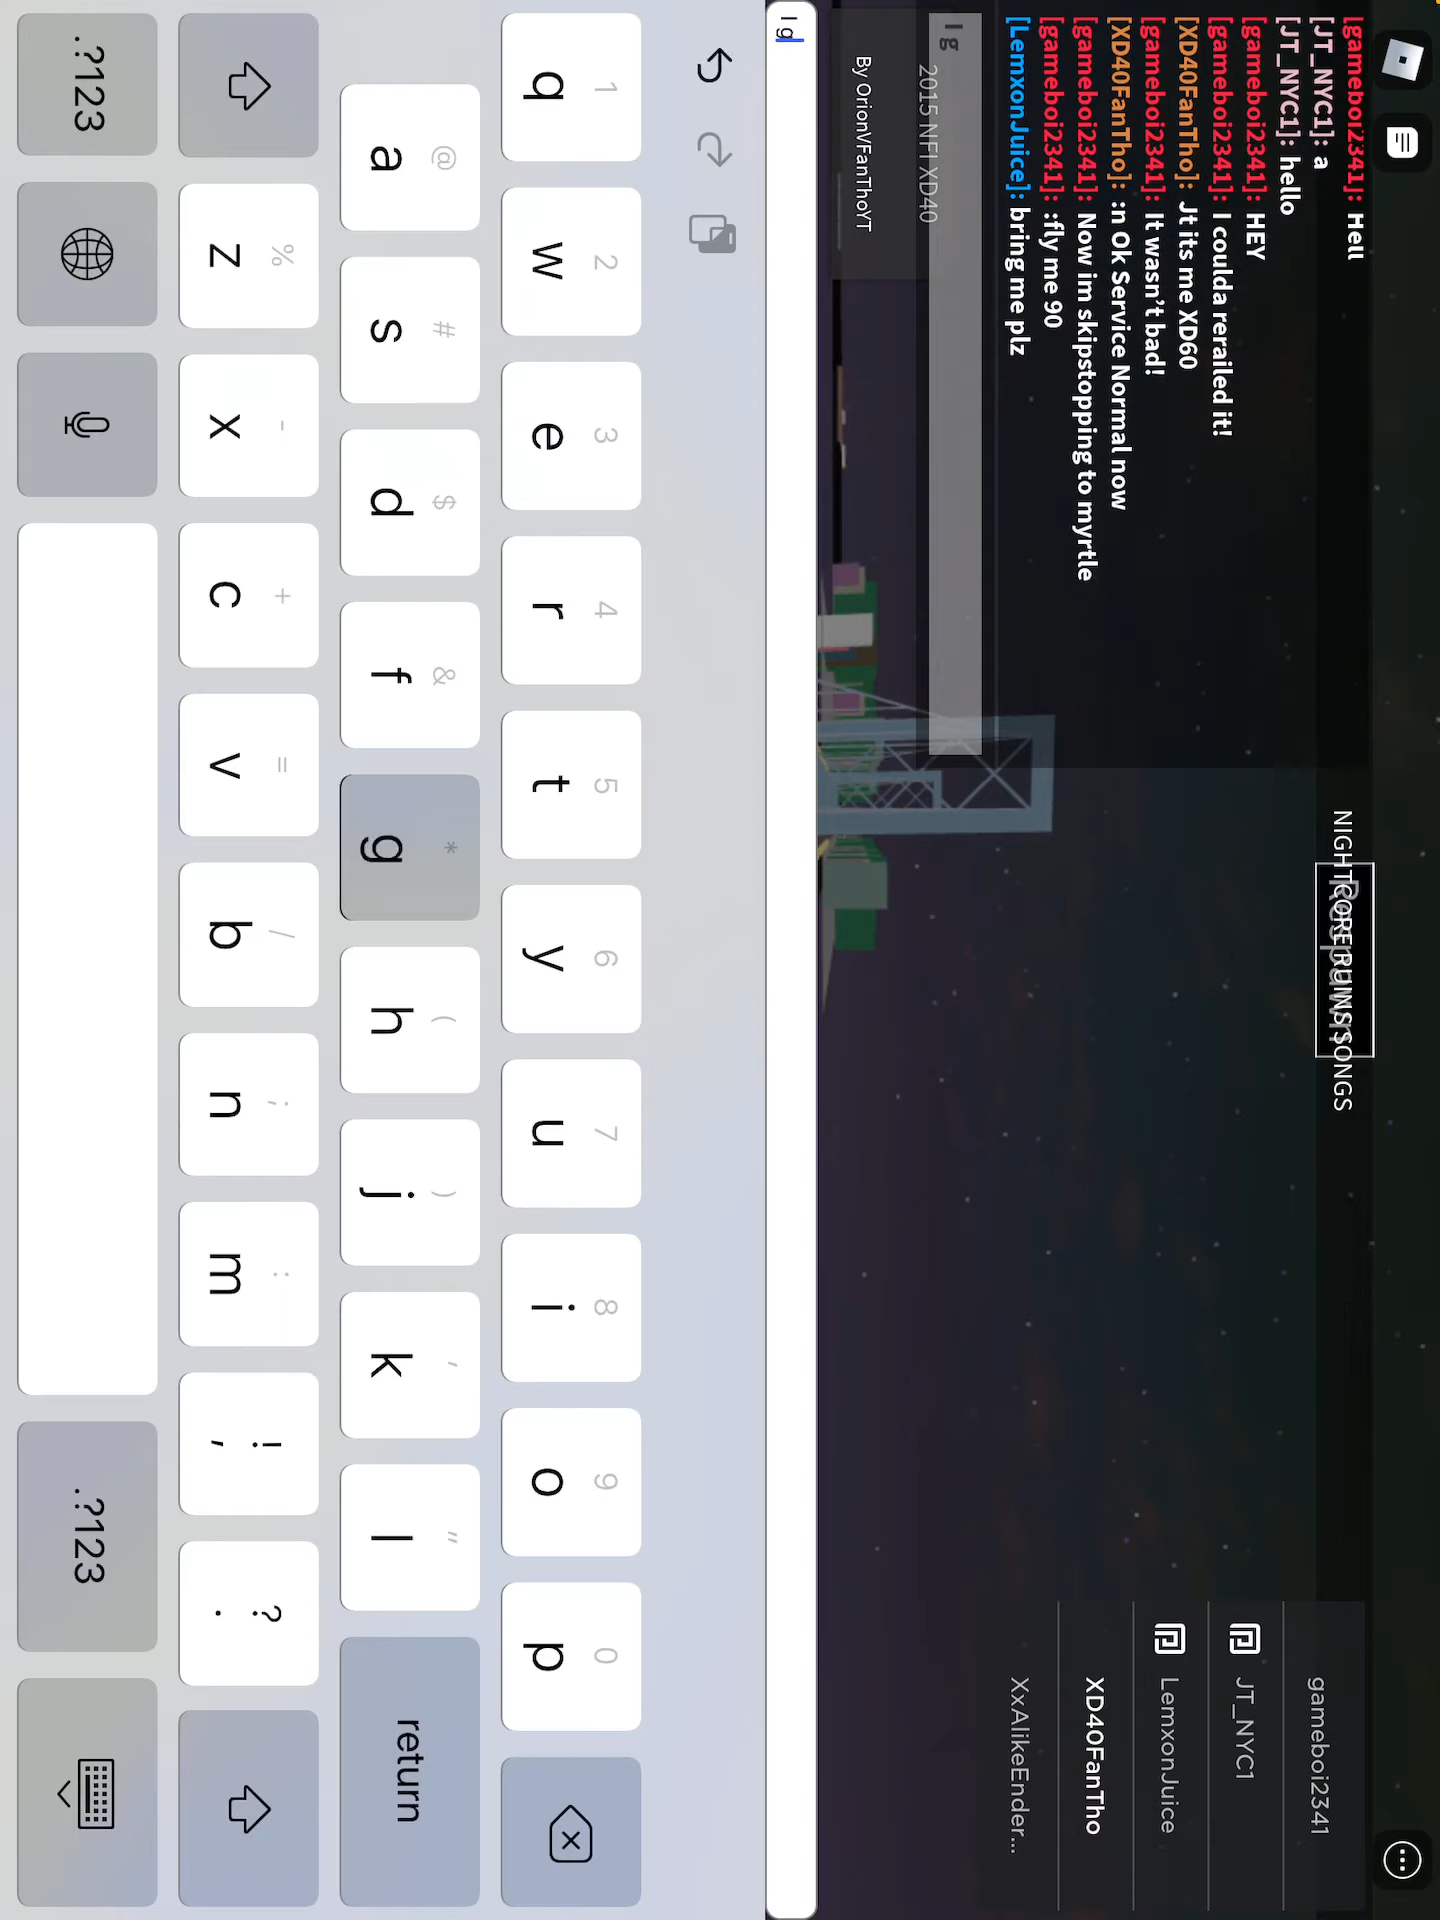 [gameboi2341]: Hell
[JT_NYC1]: a
[JT_NYC1]: hello
[gameboi2341]: HEY
[gameboi2341]: I coulda rerailed it!
[XD40FanTho]: Jt its me XD60
[gameboi2341]: It wasn't bad!
[XD40FanTho]: :n Ok Service Normal now
[gameboi2341]: Now im skipstopping to myrtle
[gameboi2341]: :fly me 90
[LemxonJuice]: bring me plz
I g
2015 NFI XD40
By OrionVFanThoYT
NIGHTCORE RUINS SONGS
Respawn
gameboi2341
JT_NYC1
LemxonJuice
XD40FanTho
XxAlikeEnder...
I g
1 2 3 4 5 6 7 8 9 0
q w e r t y u i o p
@ # $ & * ( ) ' "
a s d f g h j k l return
% - + = / ; : ! ?
z x c v b n m , .
.?123 .?123